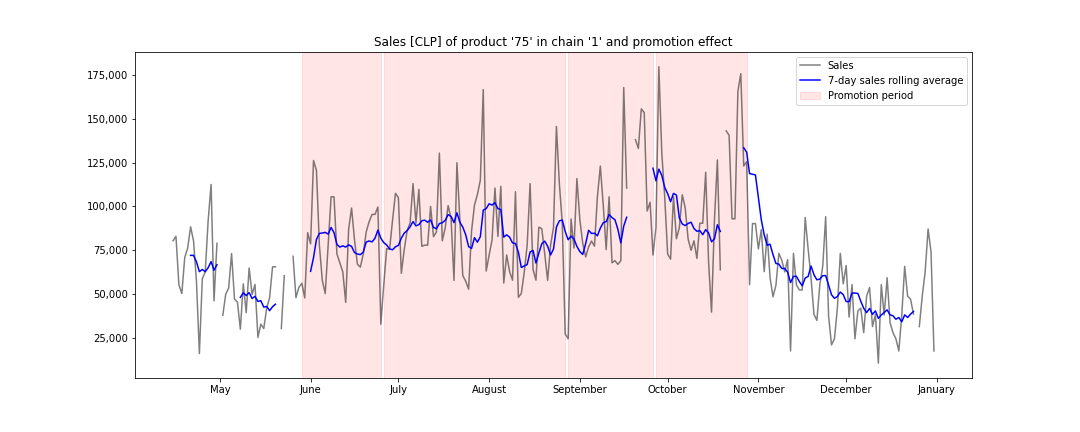 Sales [CLP] of product '75' in chain '1' and promotion effect
Sales
7-day sales rolling average
Promotion period
175,000
150,000
125,000
100,000
75,000
50,000
25,000
May June July August September October November December January